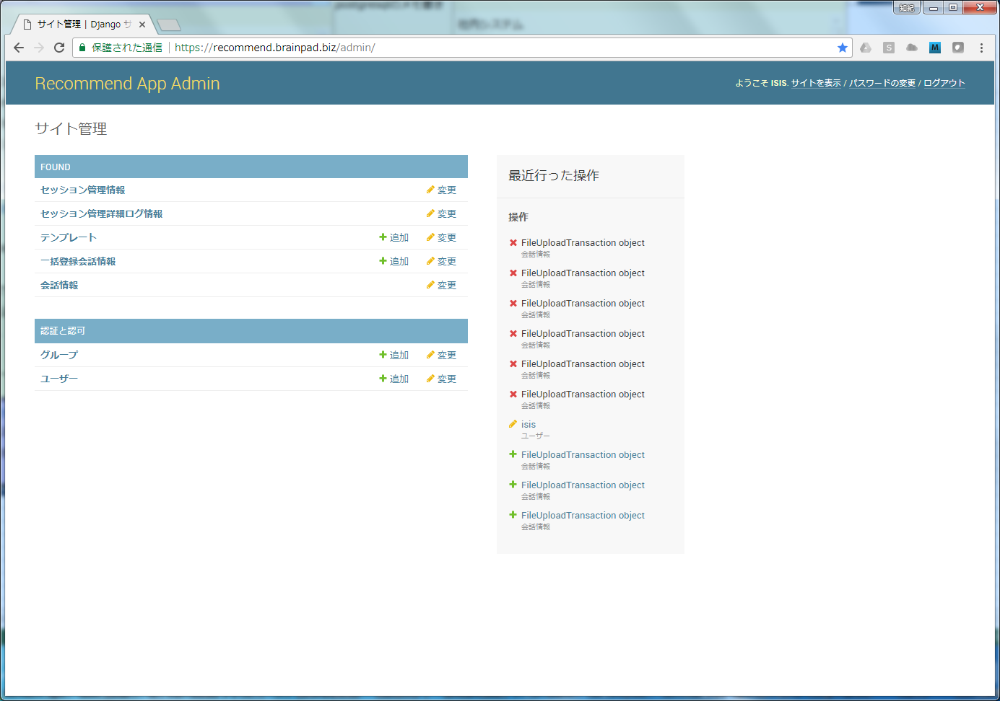 知紀
サイト管理 | Django サ
保護された通信 https://recommend.brainpad.biz/admin/
Recommend App Admin
ようこそ ISIS. サイトを表示 / パスワードの変更 / ログアウト
サイト管理
FOUND
セッション管理情報 変更
セッション管理詳細ログ情報 変更
テンプレート 追加 変更
一括登録会話情報 追加 変更
会話情報 変更
認証と認可
グループ 追加 変更
ユーザー 追加 変更
最近行った操作
操作
FileUploadTransaction object
会話情報
FileUploadTransaction object
会話情報
FileUploadTransaction object
会話情報
FileUploadTransaction object
会話情報
FileUploadTransaction object
会話情報
FileUploadTransaction object
会話情報
isis
ユーザー
FileUploadTransaction object
会話情報
FileUploadTransaction object
会話情報
FileUploadTransaction object
会話情報